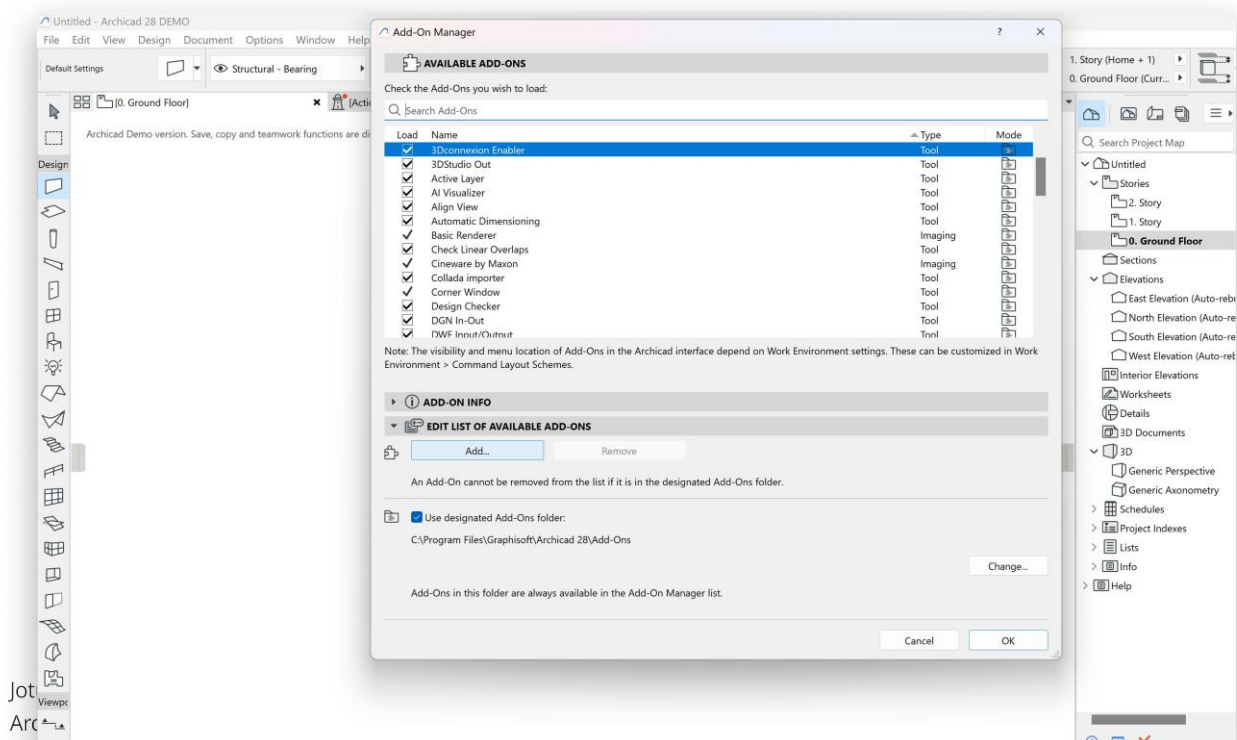 Untitled - Archicad 28 DEMO
File Edit View Design Document Options Window Help
Default Settings
Structural - Bearing
[0. Ground Floor]
Archicad Demo version. Save, copy and teamwork functions are
Design
Viewpo
Add-On Manager
AVAILABLE ADD-ONS
Check the Add-Ons you wish to load:
Search Add-Ons
Load Name Type Mode
3Dconnexion Enabler Tool
3DStudio Out Tool
Active Layer Tool
AI Visualizer Tool
Align View Tool
Automatic Dimensioning Tool
Basic Renderer Imaging
Check Linear Overlaps Tool
Cineware by Maxon Imaging
Collada importer Tool
Corner Window Tool
Design Checker Tool
DGN In-Out Tool
DWF Input/Output Tool
Note: The visibility and menu location of Add-Ons in the Archicad interface depend on Work Environment settings. These can be customized in Work
Environment > Command Layout Schemes.
ADD-ON INFO
EDIT LIST OF AVAILABLE ADD-ONS
Add...
Remove
An Add-On cannot be removed from the list if it is in the designated Add-Ons folder.
Use designated Add-Ons folder:
C:\Program Files\Graphisoft\Archicad 28\Add-Ons
Change...
Add-Ons in this folder are always available in the Add-On Manager list.
Cancel OK
1. Story (Home + 1)
0. Ground Floor (Curr...
Search Project Map
Untitled
Stories
2. Story
1. Story
0. Ground Floor
Sections
Elevations
East Elevation (Auto-rebu
North Elevation (Auto-re
South Elevation (Auto-re
West Elevation (Auto-reb
Interior Elevations
Worksheets
Details
3D Documents
3D
Generic Perspective
Generic Axonometry
Schedules
Project Indexes
Lists
Info
Help